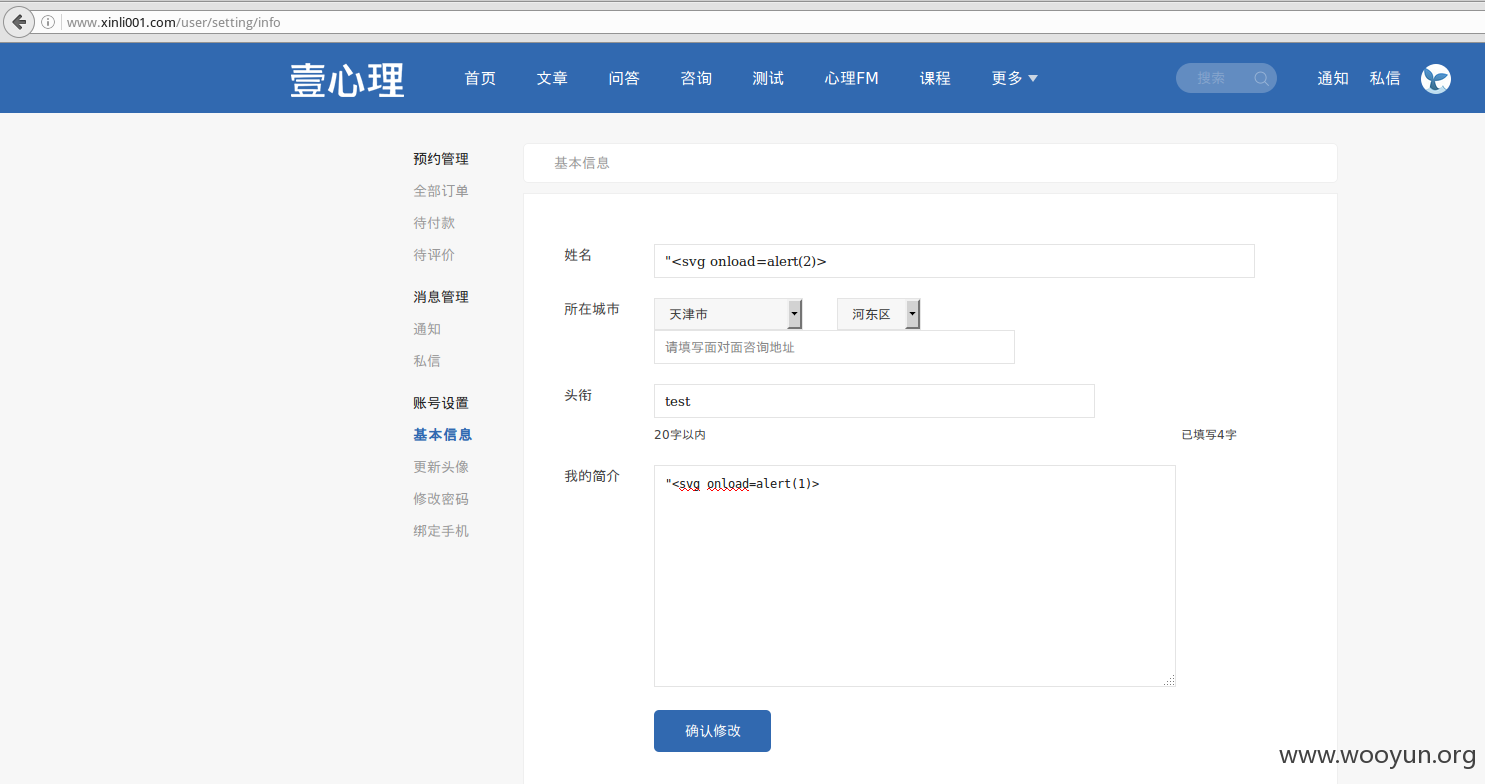 www.xinli001.com/user/setting/info
壹心理 首页 文章 问答 咨询 测试 心理FM 课程 更多 搜索 通知 私信
预约管理
全部订单
待付款
待评价
消息管理
通知
私信
账号设置
基本信息
更新头像
修改密码
绑定手机
基本信息
姓名 "<svg onload=alert(2)>
所在城市 天津市 河东区
请填写面对面咨询地址
头衔 test
20字以内 已填写4字
我的简介 "<svg onload=alert(1)>
确认修改
www.wooyun.org